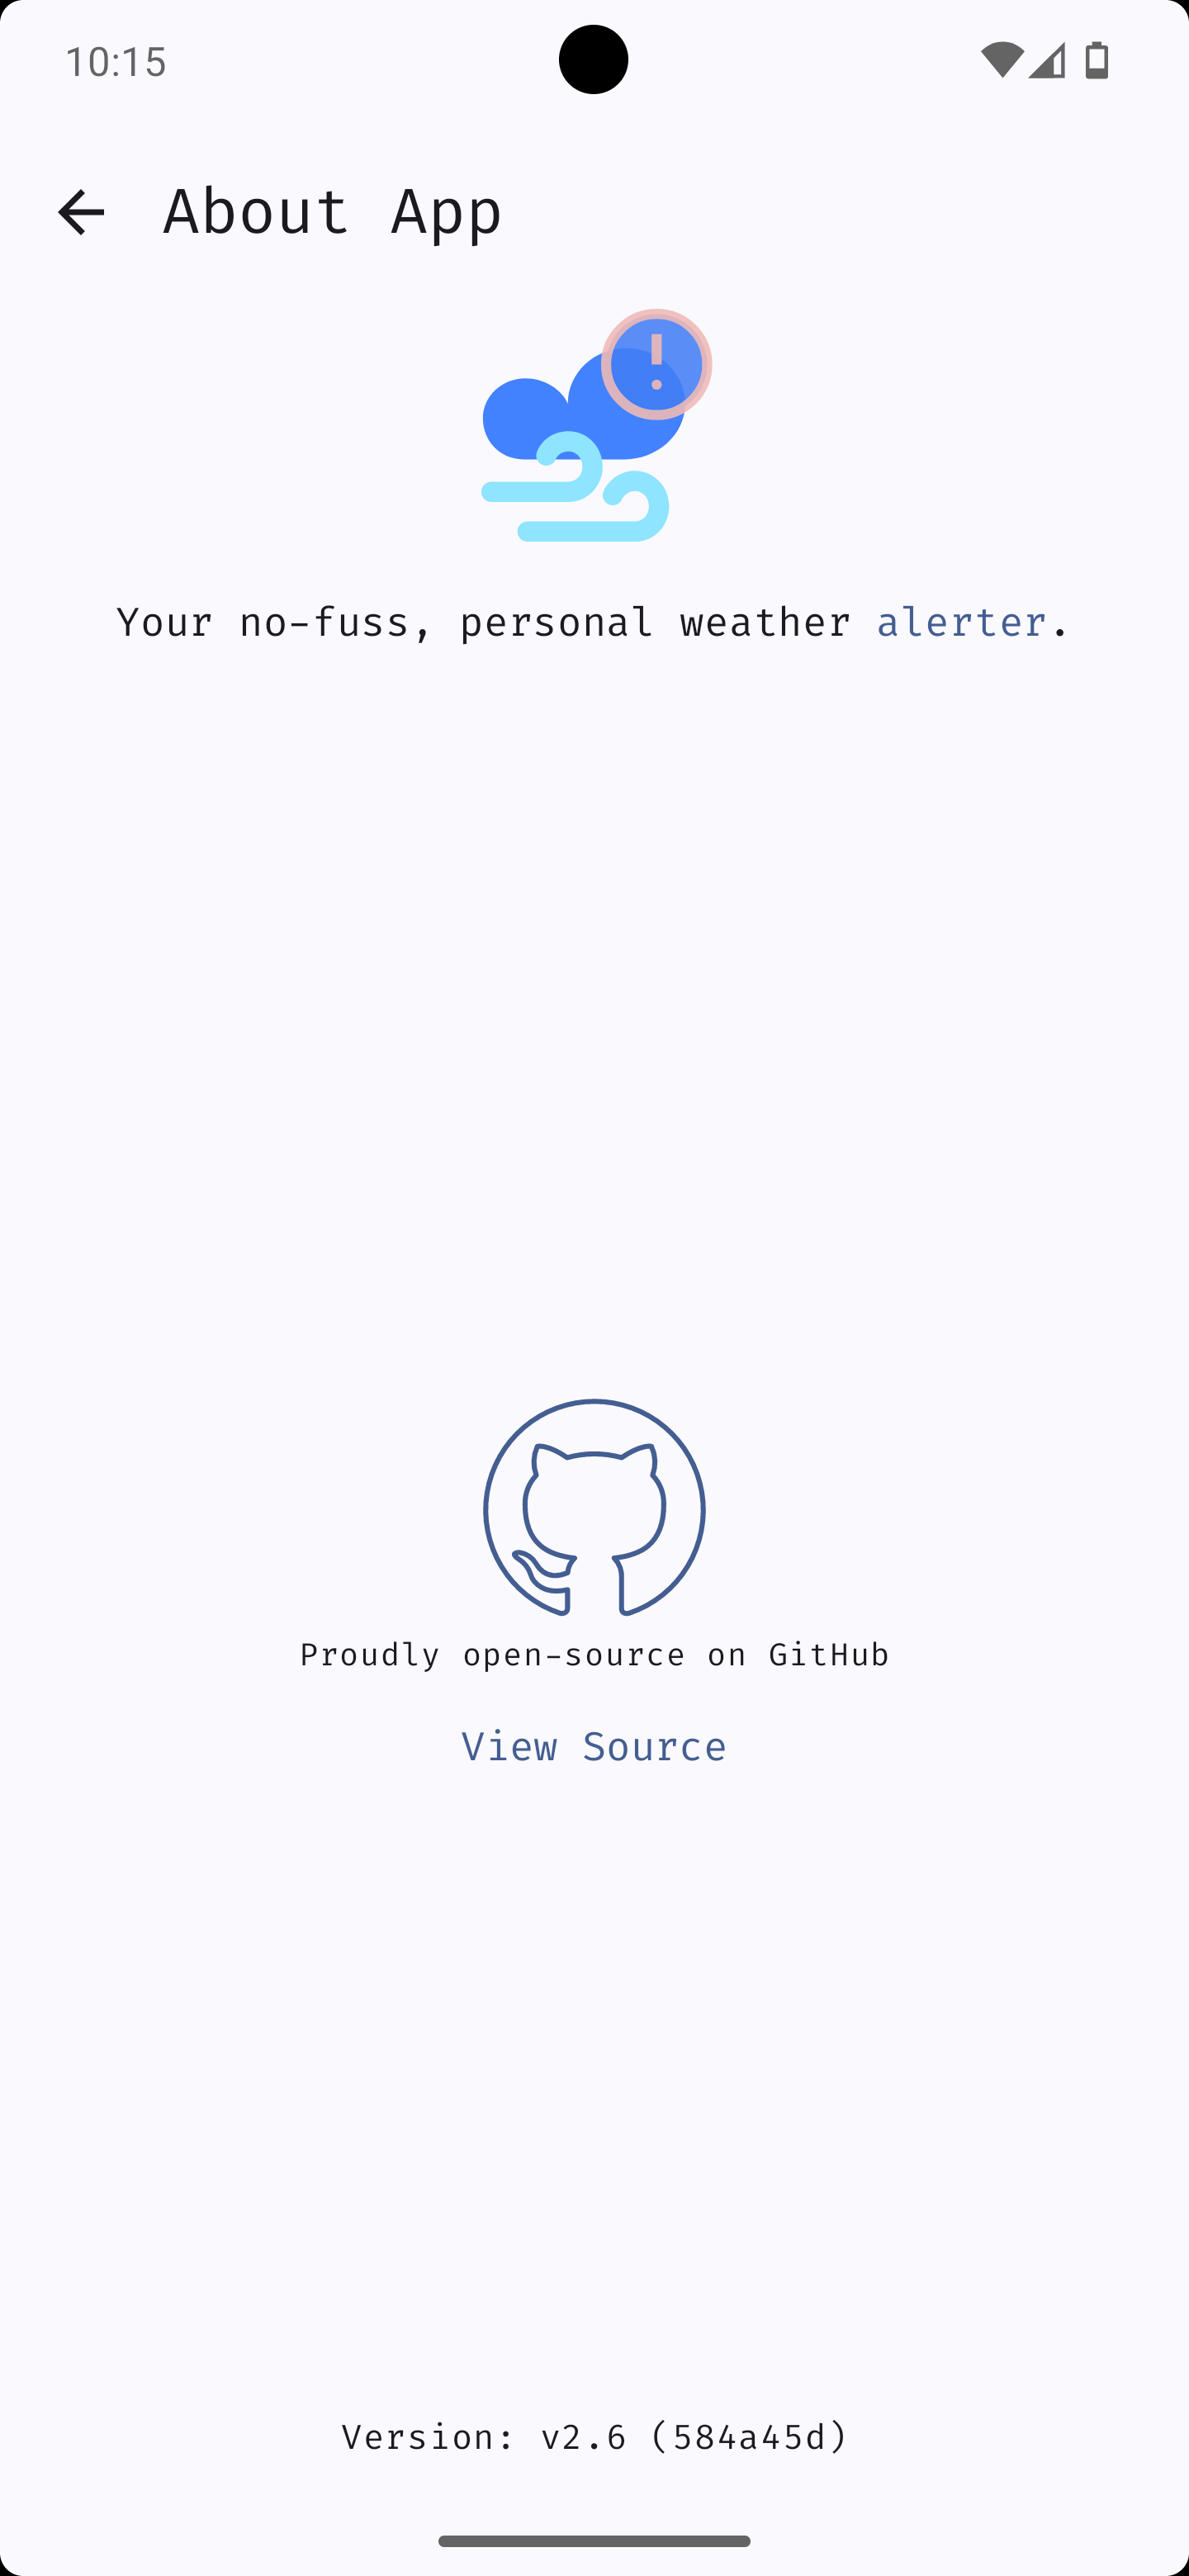 10:15
About App
Your no-fuss, personal weather alerter.
Proudly open-source on GitHub
View Source
Version: v2.6 (584a45d)